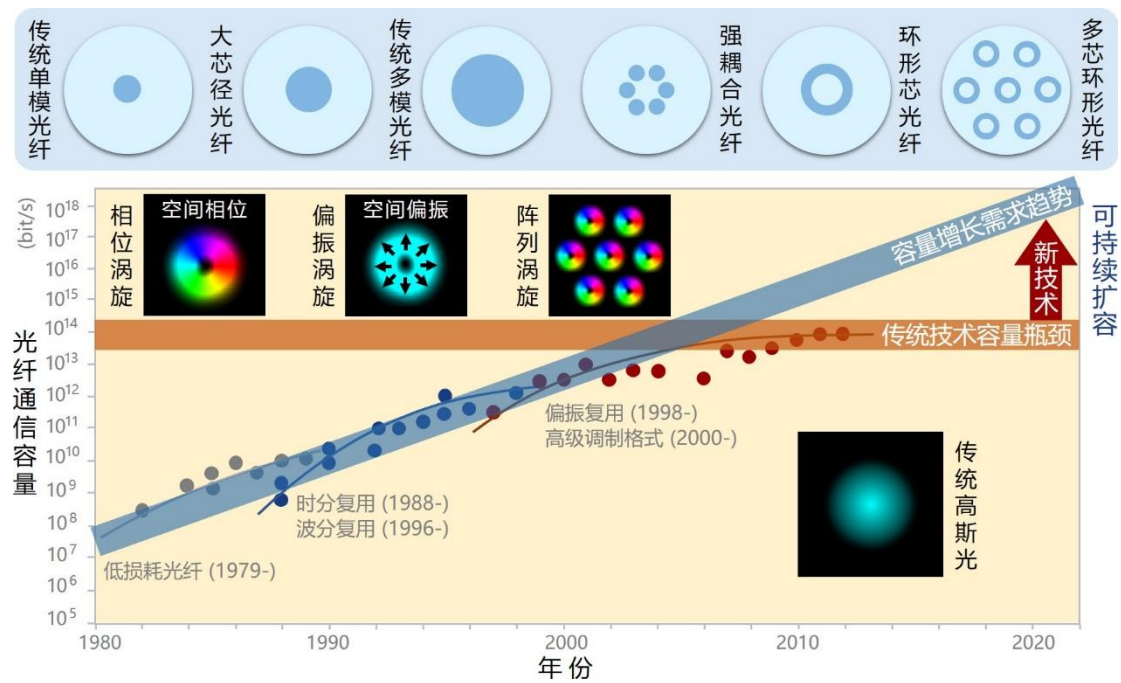 传统单模光纤
大芯径光纤
传统多模光纤
强耦合光纤
环形芯光纤
多芯环形光纤
光纤通信容量
(bit/s)
10¹⁸
10¹⁷
10¹⁶
10¹⁵
10¹⁴
10¹³
10¹²
10¹¹
10¹⁰
10⁹
10⁸
10⁷
10⁶
10⁵
相位涡旋
空间相位
偏振涡旋
空间偏振
阵列涡旋
容量增长需求趋势
新技术
可持续扩容
传统技术容量瓶颈
偏振复用 (1998-)
高级调制格式 (2000-)
时分复用 (1988-)
波分复用 (1996-)
低损耗光纤 (1979-)
传统高斯光
1980
1990
2000
2010
2020
年份